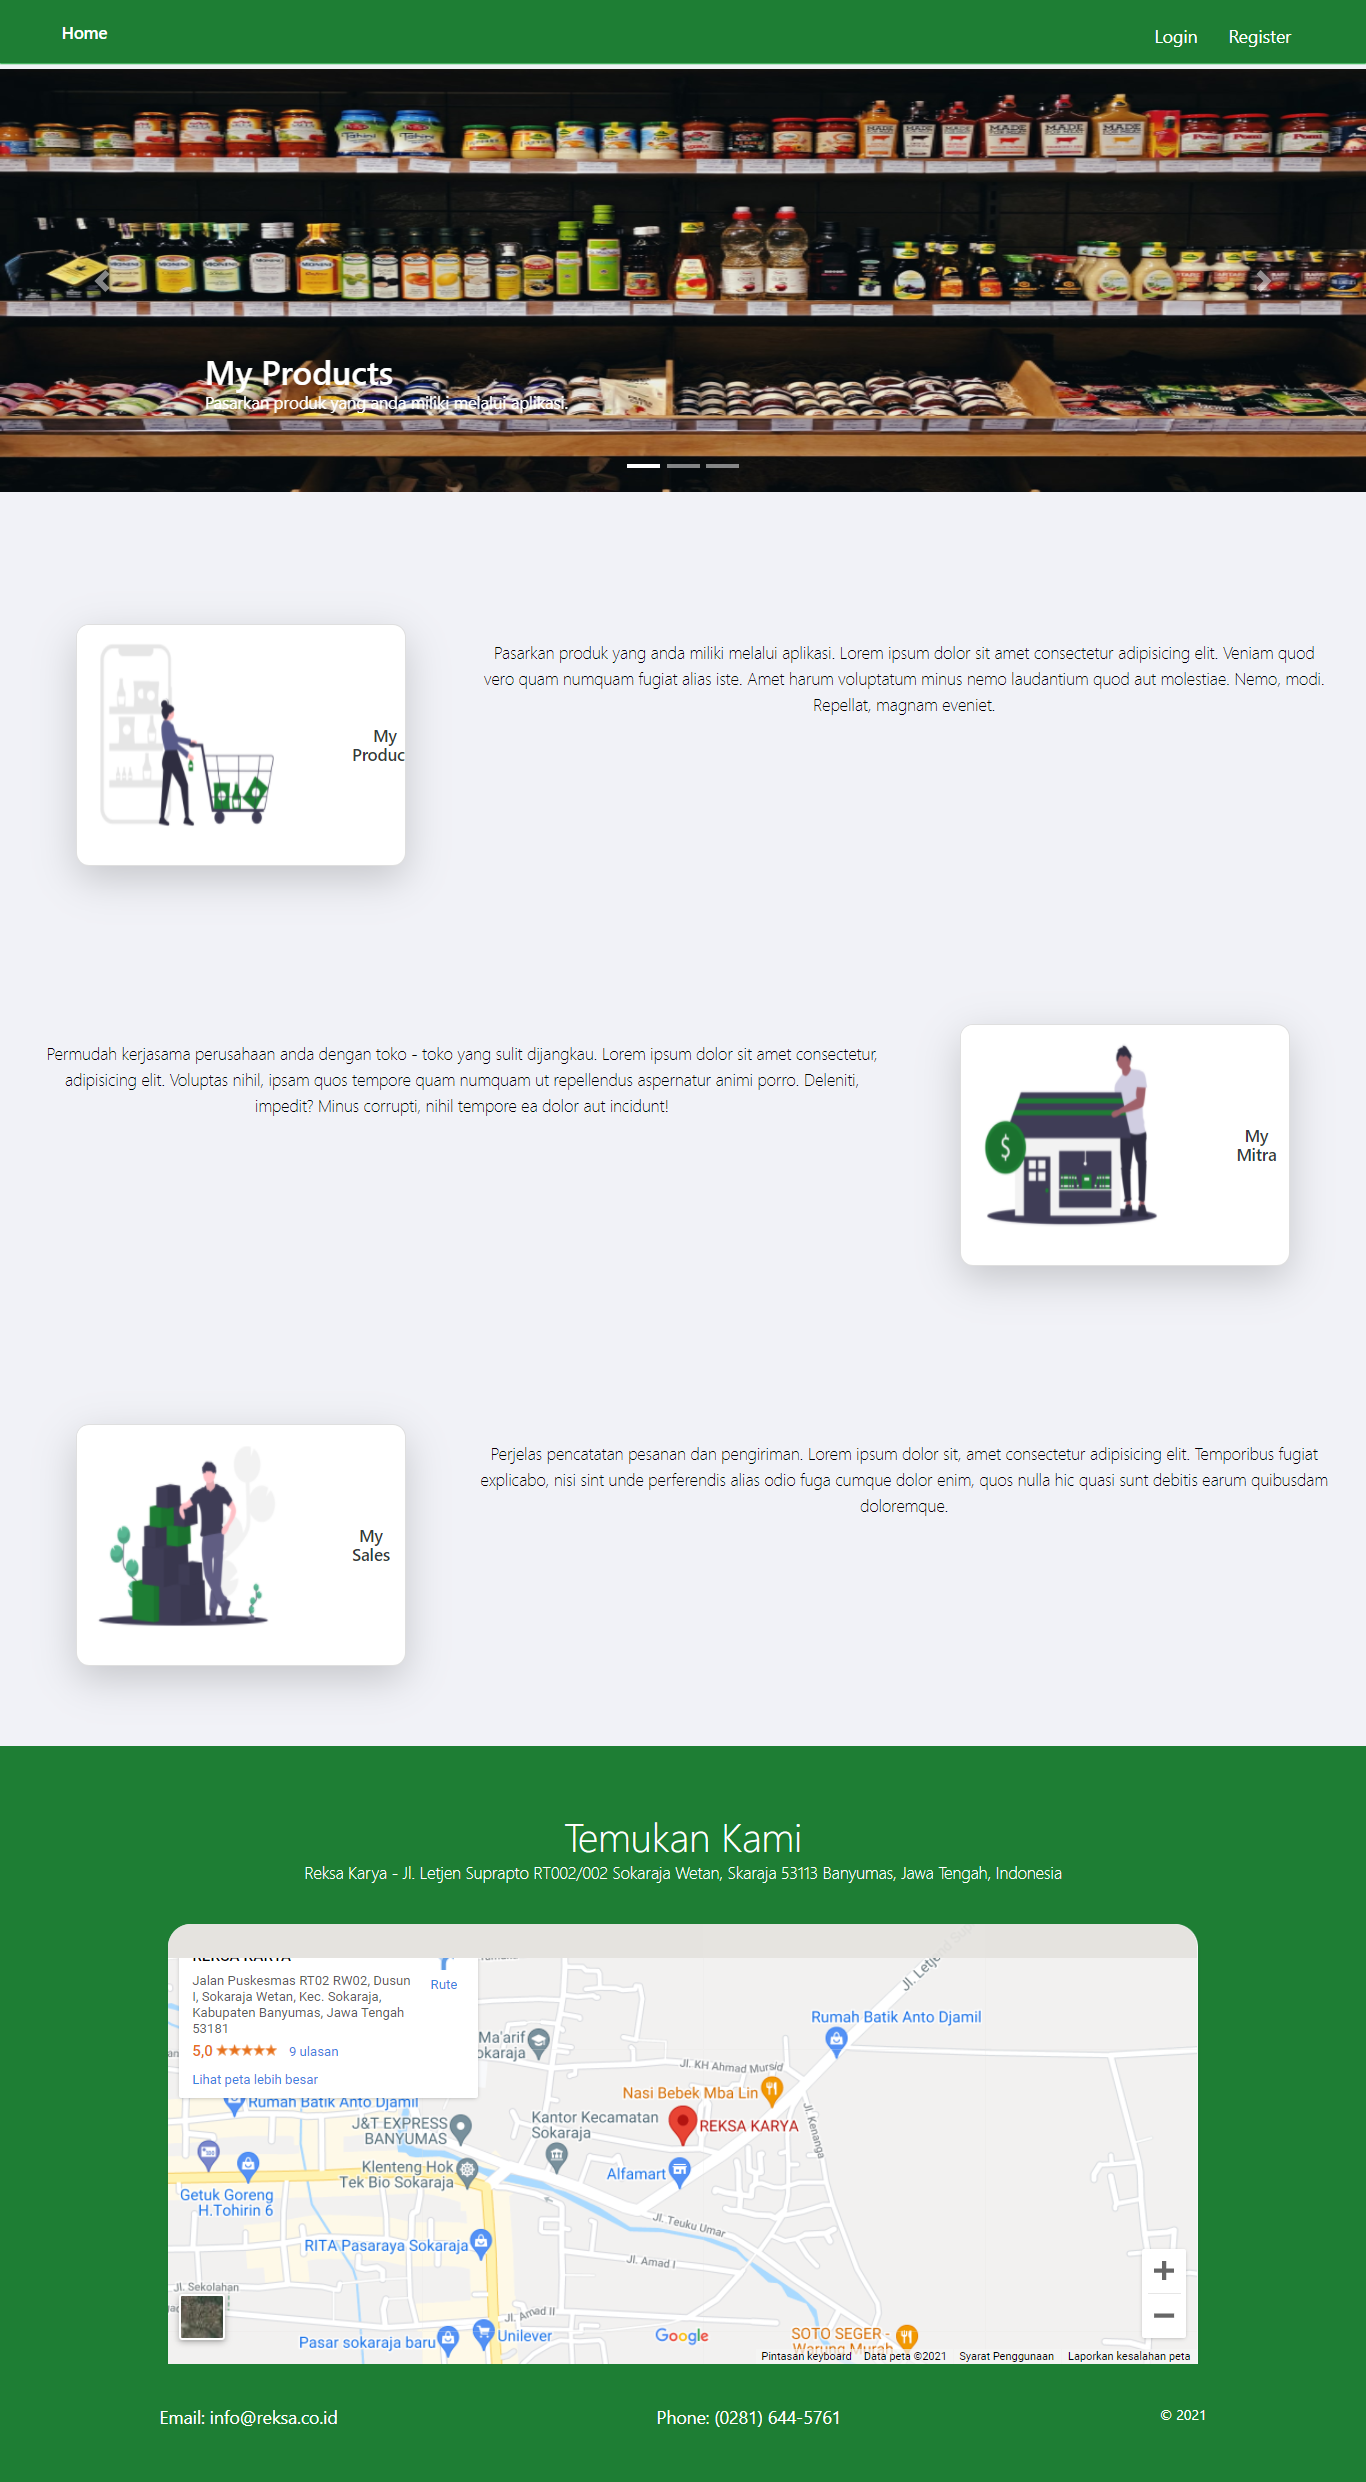 Home
Login
Register
My Products
Pasarkan produk yang anda miliki melalui aplikasi.
My
Produc
Pasarkan produk yang anda miliki melalui aplikasi. Lorem ipsum dolor sit amet consectetur adipisicing elit. Veniam quod
vero quam numquam fugiat alias iste. Amet harum voluptatum minus nemo laudantium quod aut molestiae. Nemo, modi.
Repellat, magnam eveniet.
Permudah kerjasama perusahaan anda dengan toko - toko yang sulit dijangkau. Lorem ipsum dolor sit amet consectetur,
adipisicing elit. Voluptas nihil, ipsam quos tempore quam numquam ut repellendus aspernatur animi porro. Deleniti,
impedit? Minus corrupti, nihil tempore ea dolor aut incidunt!
$
My
Mitra
My
Sales
Perjelas pencatatan pesanan dan pengiriman. Lorem ipsum dolor sit, amet consectetur adipisicing elit. Temporibus fugiat
explicabo, nisi sint unde perferendis alias odio fuga cumque dolor enim, quos nulla hic quasi sunt debitis earum quibusdam
doloremque.
Temukan Kami
Reksa Karya - Jl. Letjen Suprapto RT002/002 Sokaraja Wetan, Skaraja 53113 Banyumas, Jawa Tengah, Indonesia
REKSA KARYA
Jalan Puskesmas RT02 RW02, Dusun
I, Sokaraja Wetan, Kec. Sokaraja,
Kabupaten Banyumas, Jawa Tengah
53181
Rute
5,0 ★★★★★ 9 ulasan
Lihat peta lebih besar
Rumah Batik Anto Djamil
Ma'arif
okaraja
Jl. KH Ahmad Mursid
Nasi Bebek Mba Lin
Rumah Batik Anto Djamil
J&T EXPRESS
BANYUMAS
Kantor Kecamatan
Sokaraja
REKSA KARYA
Jl. Kenanga
Klenteng Hok
Tek Bio Sokaraja
Alfamart
Getuk Goreng
H.Tohirin 6
Jl. Teuku Umar
RITA Pasaraya Sokaraja
Jl. Amad I
Jl. Sekolahan
Jl. Amad II
Pasar sokaraja baru
Unilever
Google
SOTO SEGER -
Warung Murah
Pintasan keyboard
Data peta ©2021
Syarat Penggunaan
Laporkan kesalahan peta
Email: info@reksa.co.id
Phone: (0281) 644-5761
© 2021